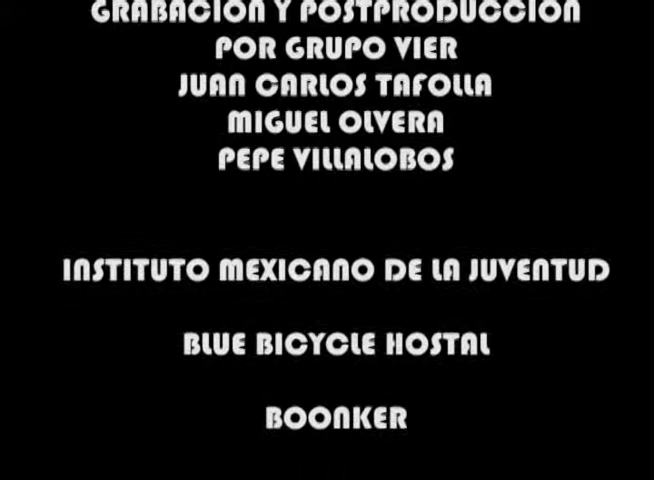 GRABACION Y POSTPRODUCCION
POR GRUPO VIER
JUAN CARLOS TAFOLLA
MIGUEL OLVERA
PEPE VILLALOBOS
INSTITUTO MEXICANO DE LA JUVENTUD
BLUE BICYCLE HOSTAL
BOONKER